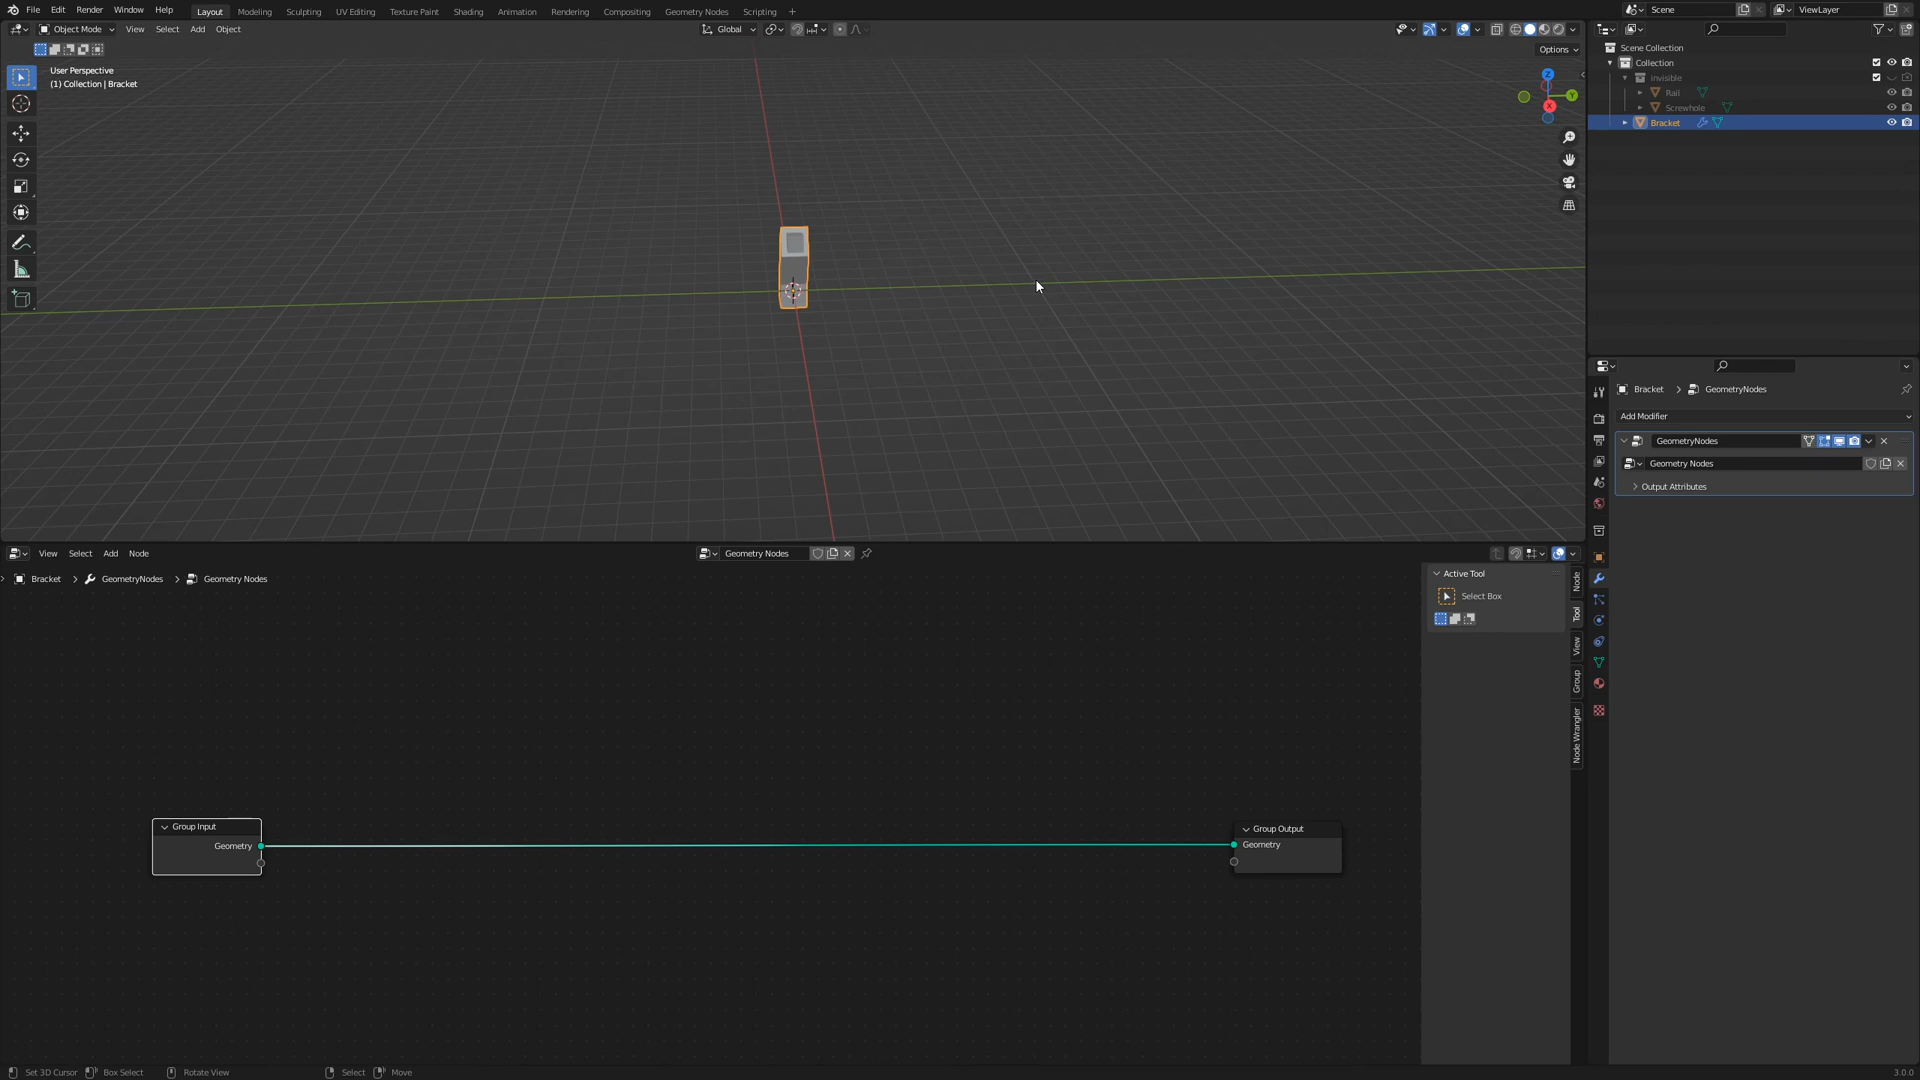 File Edit Render Window Help Layout Modeling Sculpting UV Editing Texture Paint Shading Animation Rendering Compositing Geometry Nodes Scripting + Scene ViewLayer
Object Mode View Select Add Object Global
Options
User Perspective
(1) Collection | Bracket
Z
Y
X
Scene Collection
Collection
invisible
Rail
Screwhole
Bracket
Bracket > GeometryNodes
Add Modifier
GeometryNodes
Geometry Nodes
Output Attributes
View Select Add Node Geometry Nodes
Bracket > GeometryNodes > Geometry Nodes
Active Tool
Select Box
Node
Tool
View
Group
Node Wrangler
Group Input
Geometry
Group Output
Geometry
Set 3D Cursor Box Select Rotate View Select Move 3.0.0